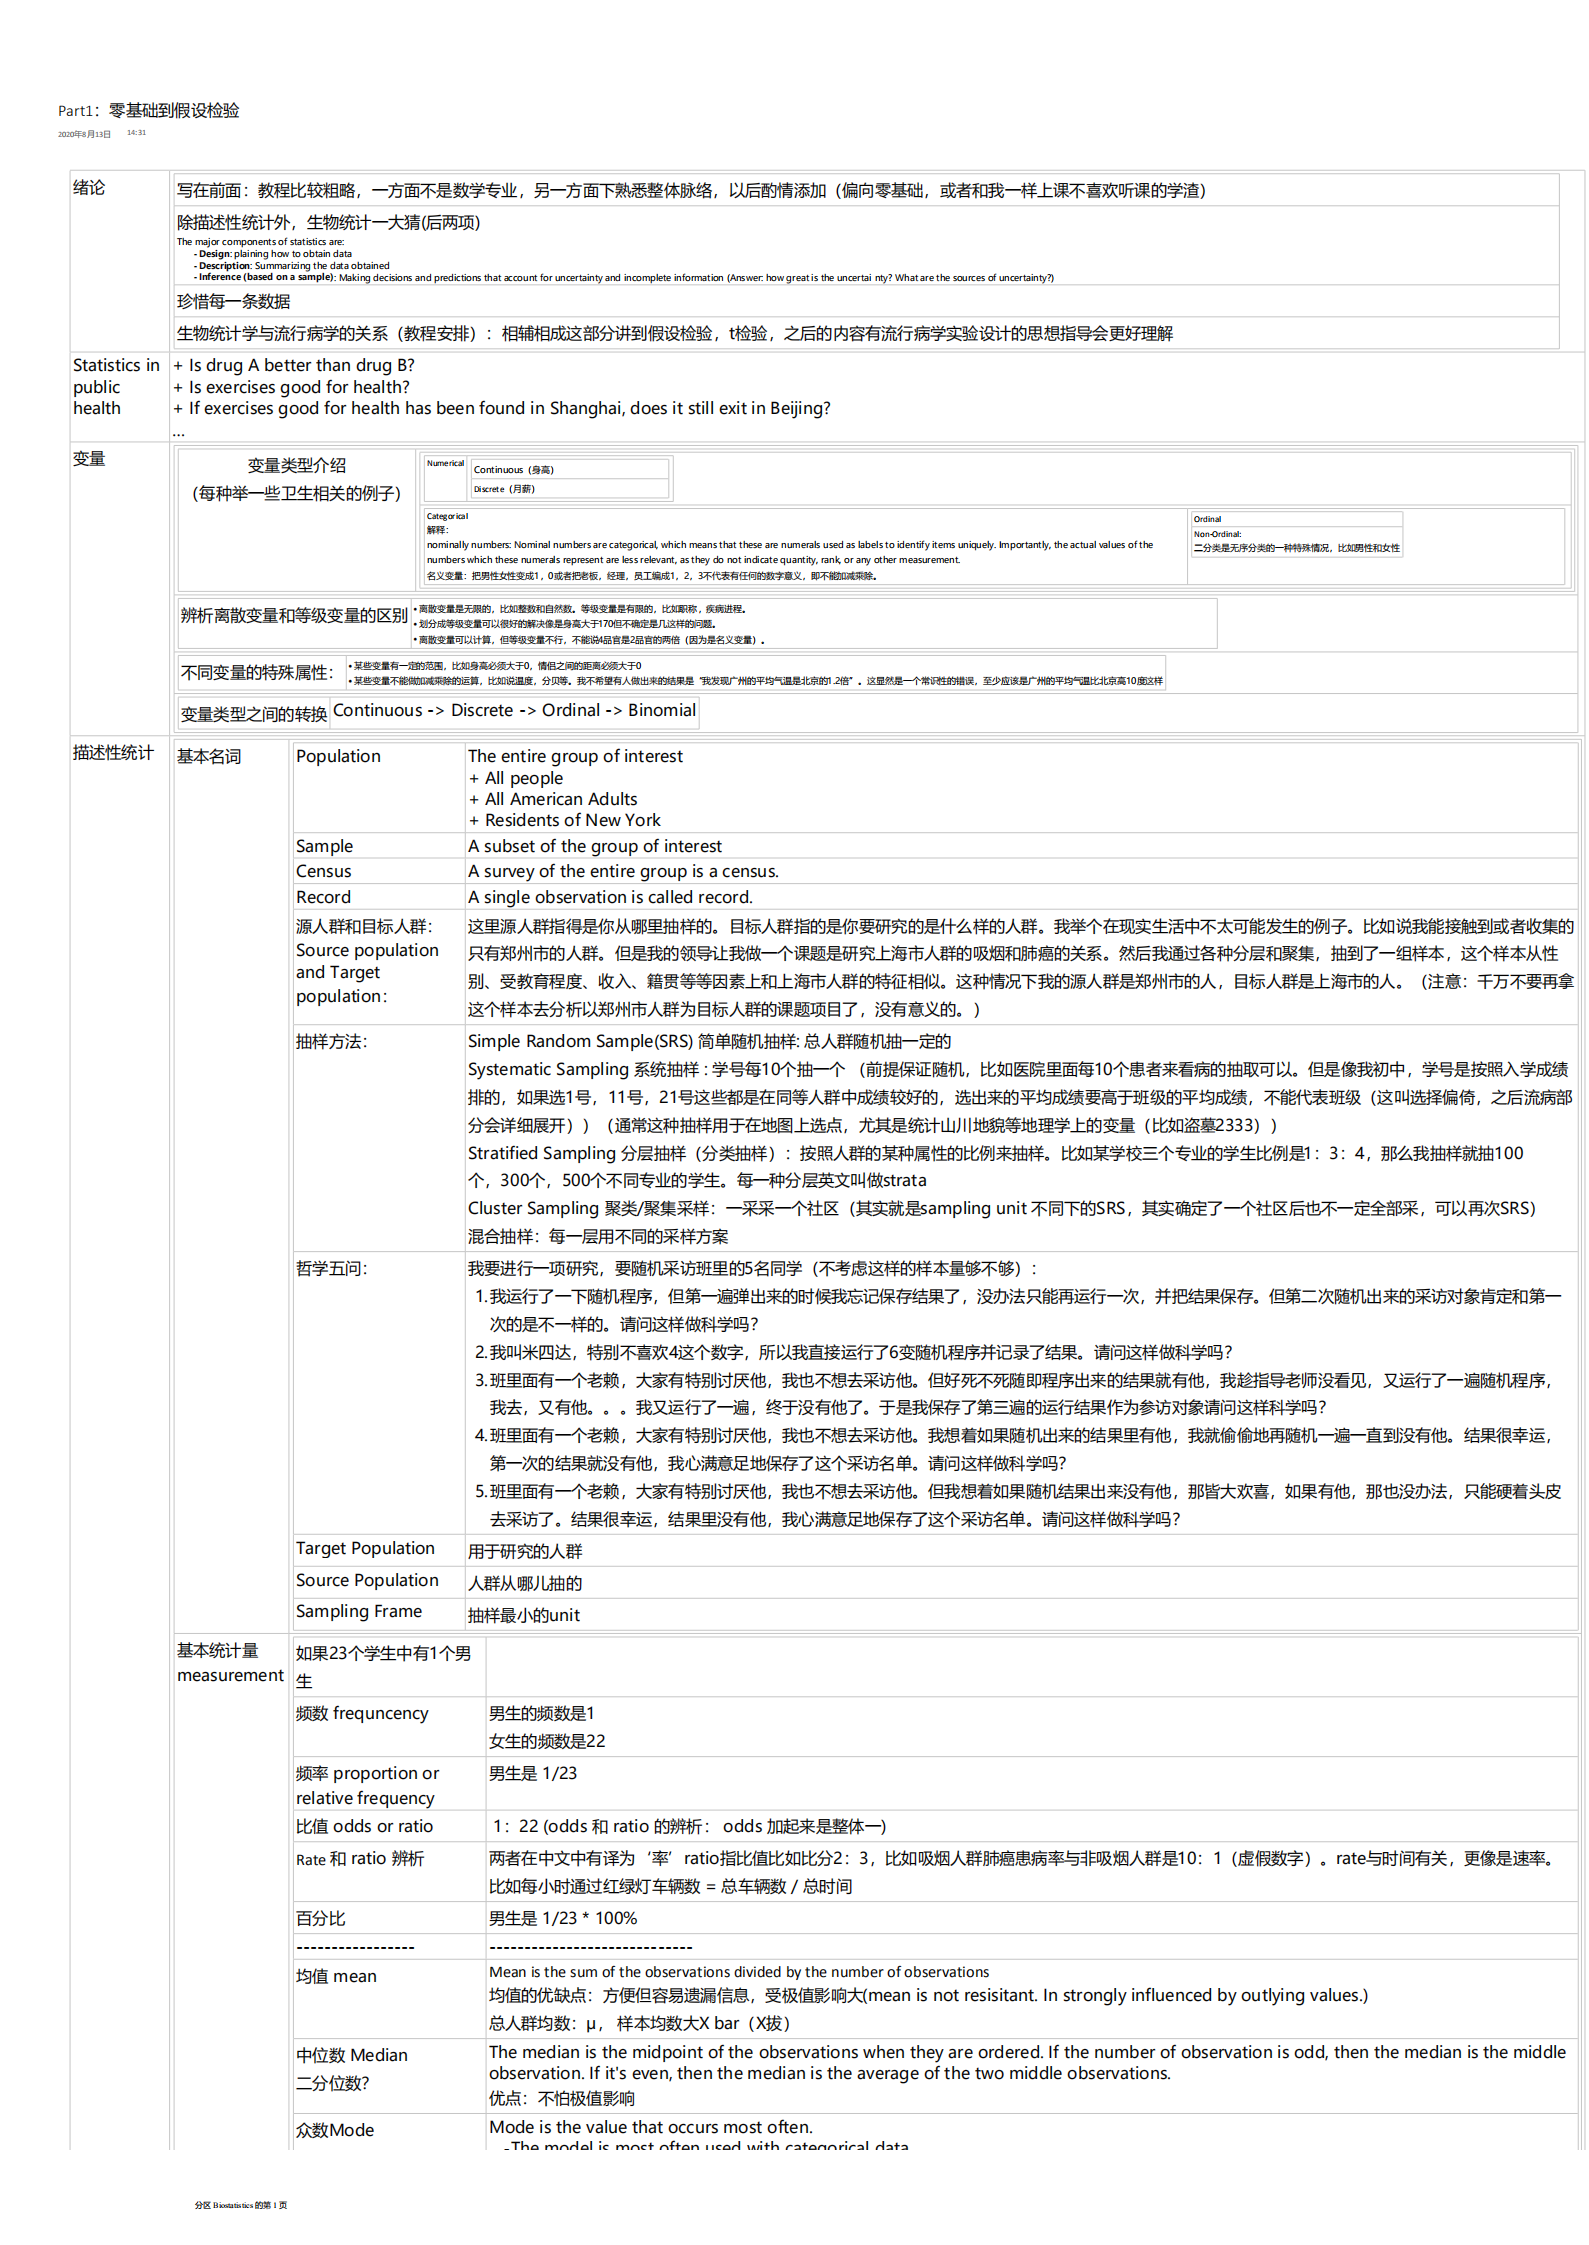 Part1：零基础到假设检验
2020年8月13日 14:31
绪论
写在前面：教程比较粗略，一方面不是数学专业，另一方面下熟悉整体脉络，以后酌情添加（偏向零基础，或者和我一样上课不喜欢听课的学渣）
除描述性统计外，生物统计一大猜(后两项)
The major components of statistics are:
- Design: plaining how to obtain data
- Description: Summarizing the data obtained
- Inference (based on a sample): Making decisions and predictions that account for uncertainty and incomplete information (Answer: how great is the uncertai nty? What are the sources of uncertainty?)
珍惜每一条数据
生物统计学与流行病学的关系（教程安排）：相辅相成这部分讲到假设检验，t检验，之后的内容有流行病学实验设计的思想指导会更好理解
Statistics in
public
health
+ Is drug A better than drug B?
+ Is exercises good for health?
+ If exercises good for health has been found in Shanghai, does it still exit in Beijing?
...
变量
变量类型介绍
（每种举一些卫生相关的例子）
Numerical
Continuous（身高）
Discrete（月薪）
Categorical
解释：
nominally numbers: Nominal numbers are categorical, which means that these are numerals used as labels to identify items uniquely. Importantly, the actual values of the
numbers which these numerals represent are less relevant, as they do not indicate quantity, rank, or any other measurement.
名义变量：把男性女性变成1，0或者把老板，经理，员工编成1，2，3不代表有任何的数字意义，即不能加减乘除。
Ordinal
Non-Ordinal:
二分类是无序分类的一种特殊情况，比如男性和女性
辨析离散变量和等级变量的区别
• 离散变量是无限的，比如整数和自然数。等级变量是有限的，比如职称，疾病进程。
• 划分成等级变量可以很好的解决像是身高大于170但不确定是几这样的问题。
• 离散变量可以计算，但等级变量不行，不能说4品官是2品官的两倍（因为是名义变量）。
不同变量的特殊属性：
• 某些变量有一定的范围，比如身高必须大于0，情侣之间的距离必须大于0
• 某些变量不能做加减乘除的运算，比如说温度，分贝等。我不希望有人做出来的结果是“我发现广州的平均气温是北京的1.2倍”。这显然是一个常识性的错误，至少应该是广州的平均气温比北京高10度这样
变量类型之间的转换
Continuous -> Discrete -> Ordinal -> Binomial
描述性统计
基本名词
Population
The entire group of interest
+ All people
+ All American Adults
+ Residents of New York
Sample
A subset of the group of interest
Census
A survey of the entire group is a census.
Record
A single observation is called record.
源人群和目标人群：
Source population
and Target
population：
这里源人群指得是你从哪里抽样的。目标人群指的是你要研究的是什么样的人群。我举个在现实生活中不太可能发生的例子。比如说我能接触到或者收集的
只有郑州市的人群。但是我的领导让我做一个课题是研究上海市人群的吸烟和肺癌的关系。然后我通过各种分层和聚集，抽到了一组样本，这个样本从性
别、受教育程度、收入、籍贯等等因素上和上海市人群的特征相似。这种情况下我的源人群是郑州市的人，目标人群是上海市的人。（注意：千万不要再拿
这个样本去分析以郑州市人群为目标人群的课题项目了，没有意义的。）
抽样方法：
Simple Random Sample(SRS) 简单随机抽样: 总人群随机抽一定的
Systematic Sampling 系统抽样：学号每10个抽一个 （前提保证随机，比如医院里面每10个患者来看病的抽取可以。但是像我初中，学号是按照入学成绩
排的，如果选1号，11号，21号这些都是在同等人群中成绩较好的，选出来的平均成绩要高于班级的平均成绩，不能代表班级（这叫选择偏倚，之后流病部
分会详细展开））（通常这种抽样用于在地图上选点，尤其是统计山川地貌等地理学上的变量（比如盗墓2333））
Stratified Sampling 分层抽样（分类抽样）：按照人群的某种属性的比例来抽样。比如某学校三个专业的学生比例是1：3：4，那么我抽样就抽100
个，300个，500个不同专业的学生。每一种分层英文叫做strata
Cluster Sampling 聚类/聚集采样：一采采一个社区（其实就是sampling unit 不同下的SRS，其实确定了一个社区后也不一定全部采，可以再次SRS）
混合抽样：每一层用不同的采样方案
哲学五问：
我要进行一项研究，要随机采访班里的5名同学（不考虑这样的样本量够不够）：
1. 我运行了一下随机程序，但第一遍弹出来的时候我忘记保存结果了，没办法只能再运行一次，并把结果保存。但第二次随机出来的采访对象肯定和第一
次的是不一样的。请问这样做科学吗？
2. 我叫米四达，特别不喜欢4这个数字，所以我直接运行了6变随机程序并记录了结果。请问这样做科学吗？
3. 班里面有一个老赖，大家有特别讨厌他，我也不想去采访他。但好死不死随即程序出来的结果就有他，我趁指导老师没看见，又运行了一遍随机程序，
我去，又有他。。。我又运行了一遍，终于没有他了。于是我保存了第三遍的运行结果作为参访对象请问这样科学吗？
4. 班里面有一个老赖，大家有特别讨厌他，我也不想去采访他。我想着如果随机出来的结果里有他，我就偷偷地再随机一遍一直到没有他。结果很幸运，
第一次的结果就没有他，我心满意足地保存了这个采访名单。请问这样做科学吗？
5. 班里面有一个老赖，大家有特别讨厌他，我也不想去采访他。但我想着如果随机结果出来没有他，那皆大欢喜，如果有他，那也没办法，只能硬着头皮
去采访了。结果很幸运，结果里没有他，我心满意足地保存了这个采访名单。请问这样做科学吗？
Target Population
用于研究的人群
Source Population
人群从哪儿抽的
Sampling Frame
抽样最小的unit
基本统计量
measurement
如果23个学生中有1个男
生
频数 frequncency
男生的频数是1
女生的频数是22
频率 proportion or
relative frequency
男生是 1/23
比值 odds or ratio
1：22 (odds 和 ratio 的辨析： odds 加起来是整体一)
Rate 和 ratio 辨析
两者在中文中有译为‘率’ratio指比值比如比分2：3，比如吸烟人群肺癌患病率与非吸烟人群是10：1（虚假数字）。rate与时间有关，更像是速率。
比如每小时通过红绿灯车辆数 = 总车辆数 / 总时间
百分比
男生是 1/23 * 100%
-----------------
-----------------------------
均值 mean
Mean is the sum of the observations divided by the number of observations
均值的优缺点：方便但容易遗漏信息，受极值影响大(mean is not resisitant. In strongly influenced by outlying values.)
总人群均数：μ， 样本均数大X bar（X拔）
中位数 Median
二分位数？
The median is the midpoint of the observations when they are ordered. If the number of observation is odd, then the median is the middle
observation. If it's even, then the median is the average of the two middle observations.
优点：不怕极值影响
众数Mode
Mode is the value that occurs most often.
-The model is most often used with categorical data
分区 Biostatistics 的第 1 页